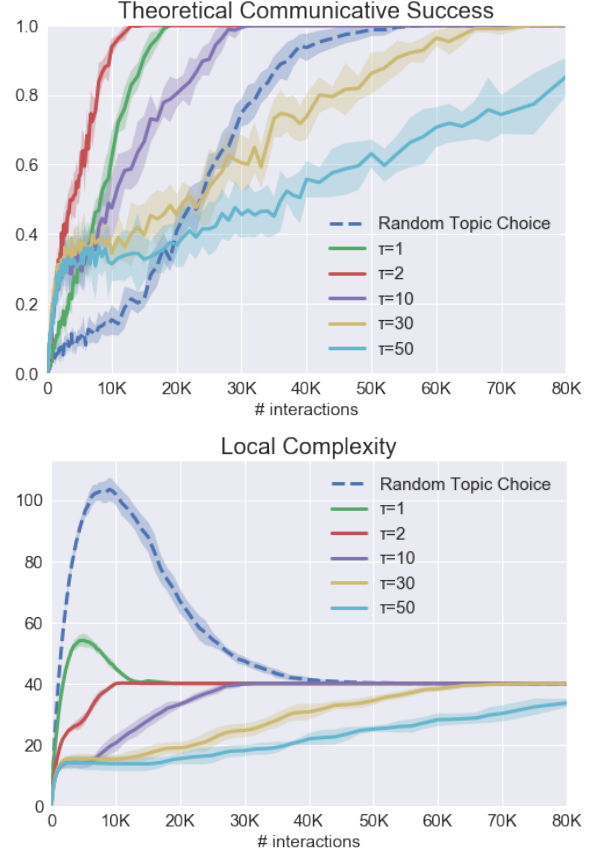 Theoretical Communicative Success
1.0
0.8
0.6
0.4
0.2
0.0
Random Topic Choice
τ=1
τ=2
τ=10
τ=30
τ=50
0 10K 20K 30K 40K 50K 60K 70K 80K
# interactions
Local Complexity
100
80
60
40
20
0
Random Topic Choice
τ=1
τ=2
τ=10
τ=30
τ=50
0 10K 20K 30K 40K 50K 60K 70K 80K
# interactions